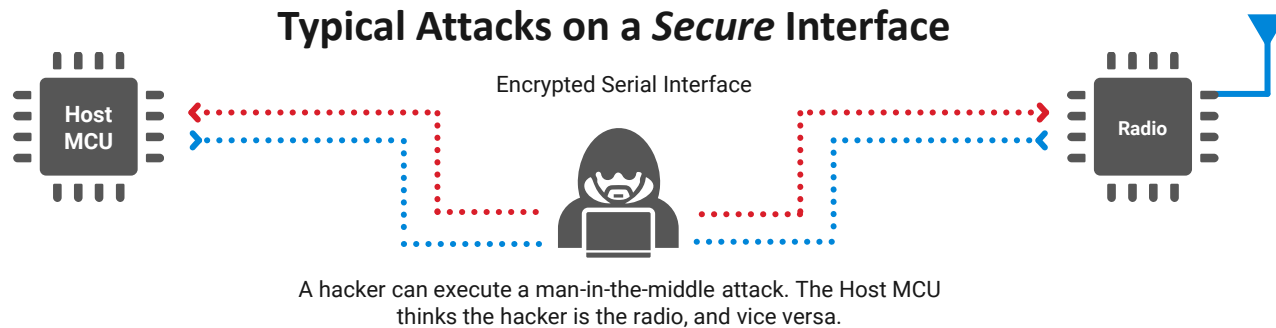 Typical Attacks on a Secure Interface
Encrypted Serial Interface
Host
MCU
Radio
A hacker can execute a man-in-the-middle attack. The Host MCU
thinks the hacker is the radio, and vice versa.